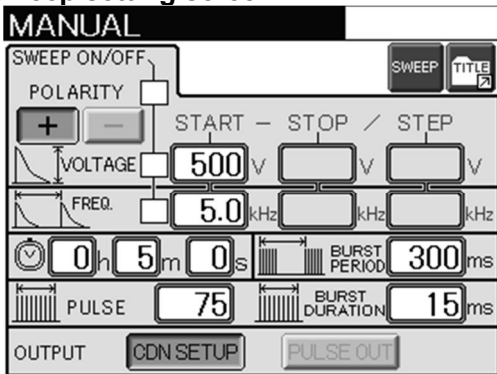 MANUAL
SWEEP ON/OFF
SWEEP TITLE
POLARITY
+ −
START – STOP / STEP
VOLTAGE 500 V V V
FREQ. 5.0 kHz kHz kHz
0 h 5 m 0 s BURST PERIOD 300 ms
PULSE 75 BURST DURATION 15 ms
OUTPUT CDN SETUP PULSE OUT